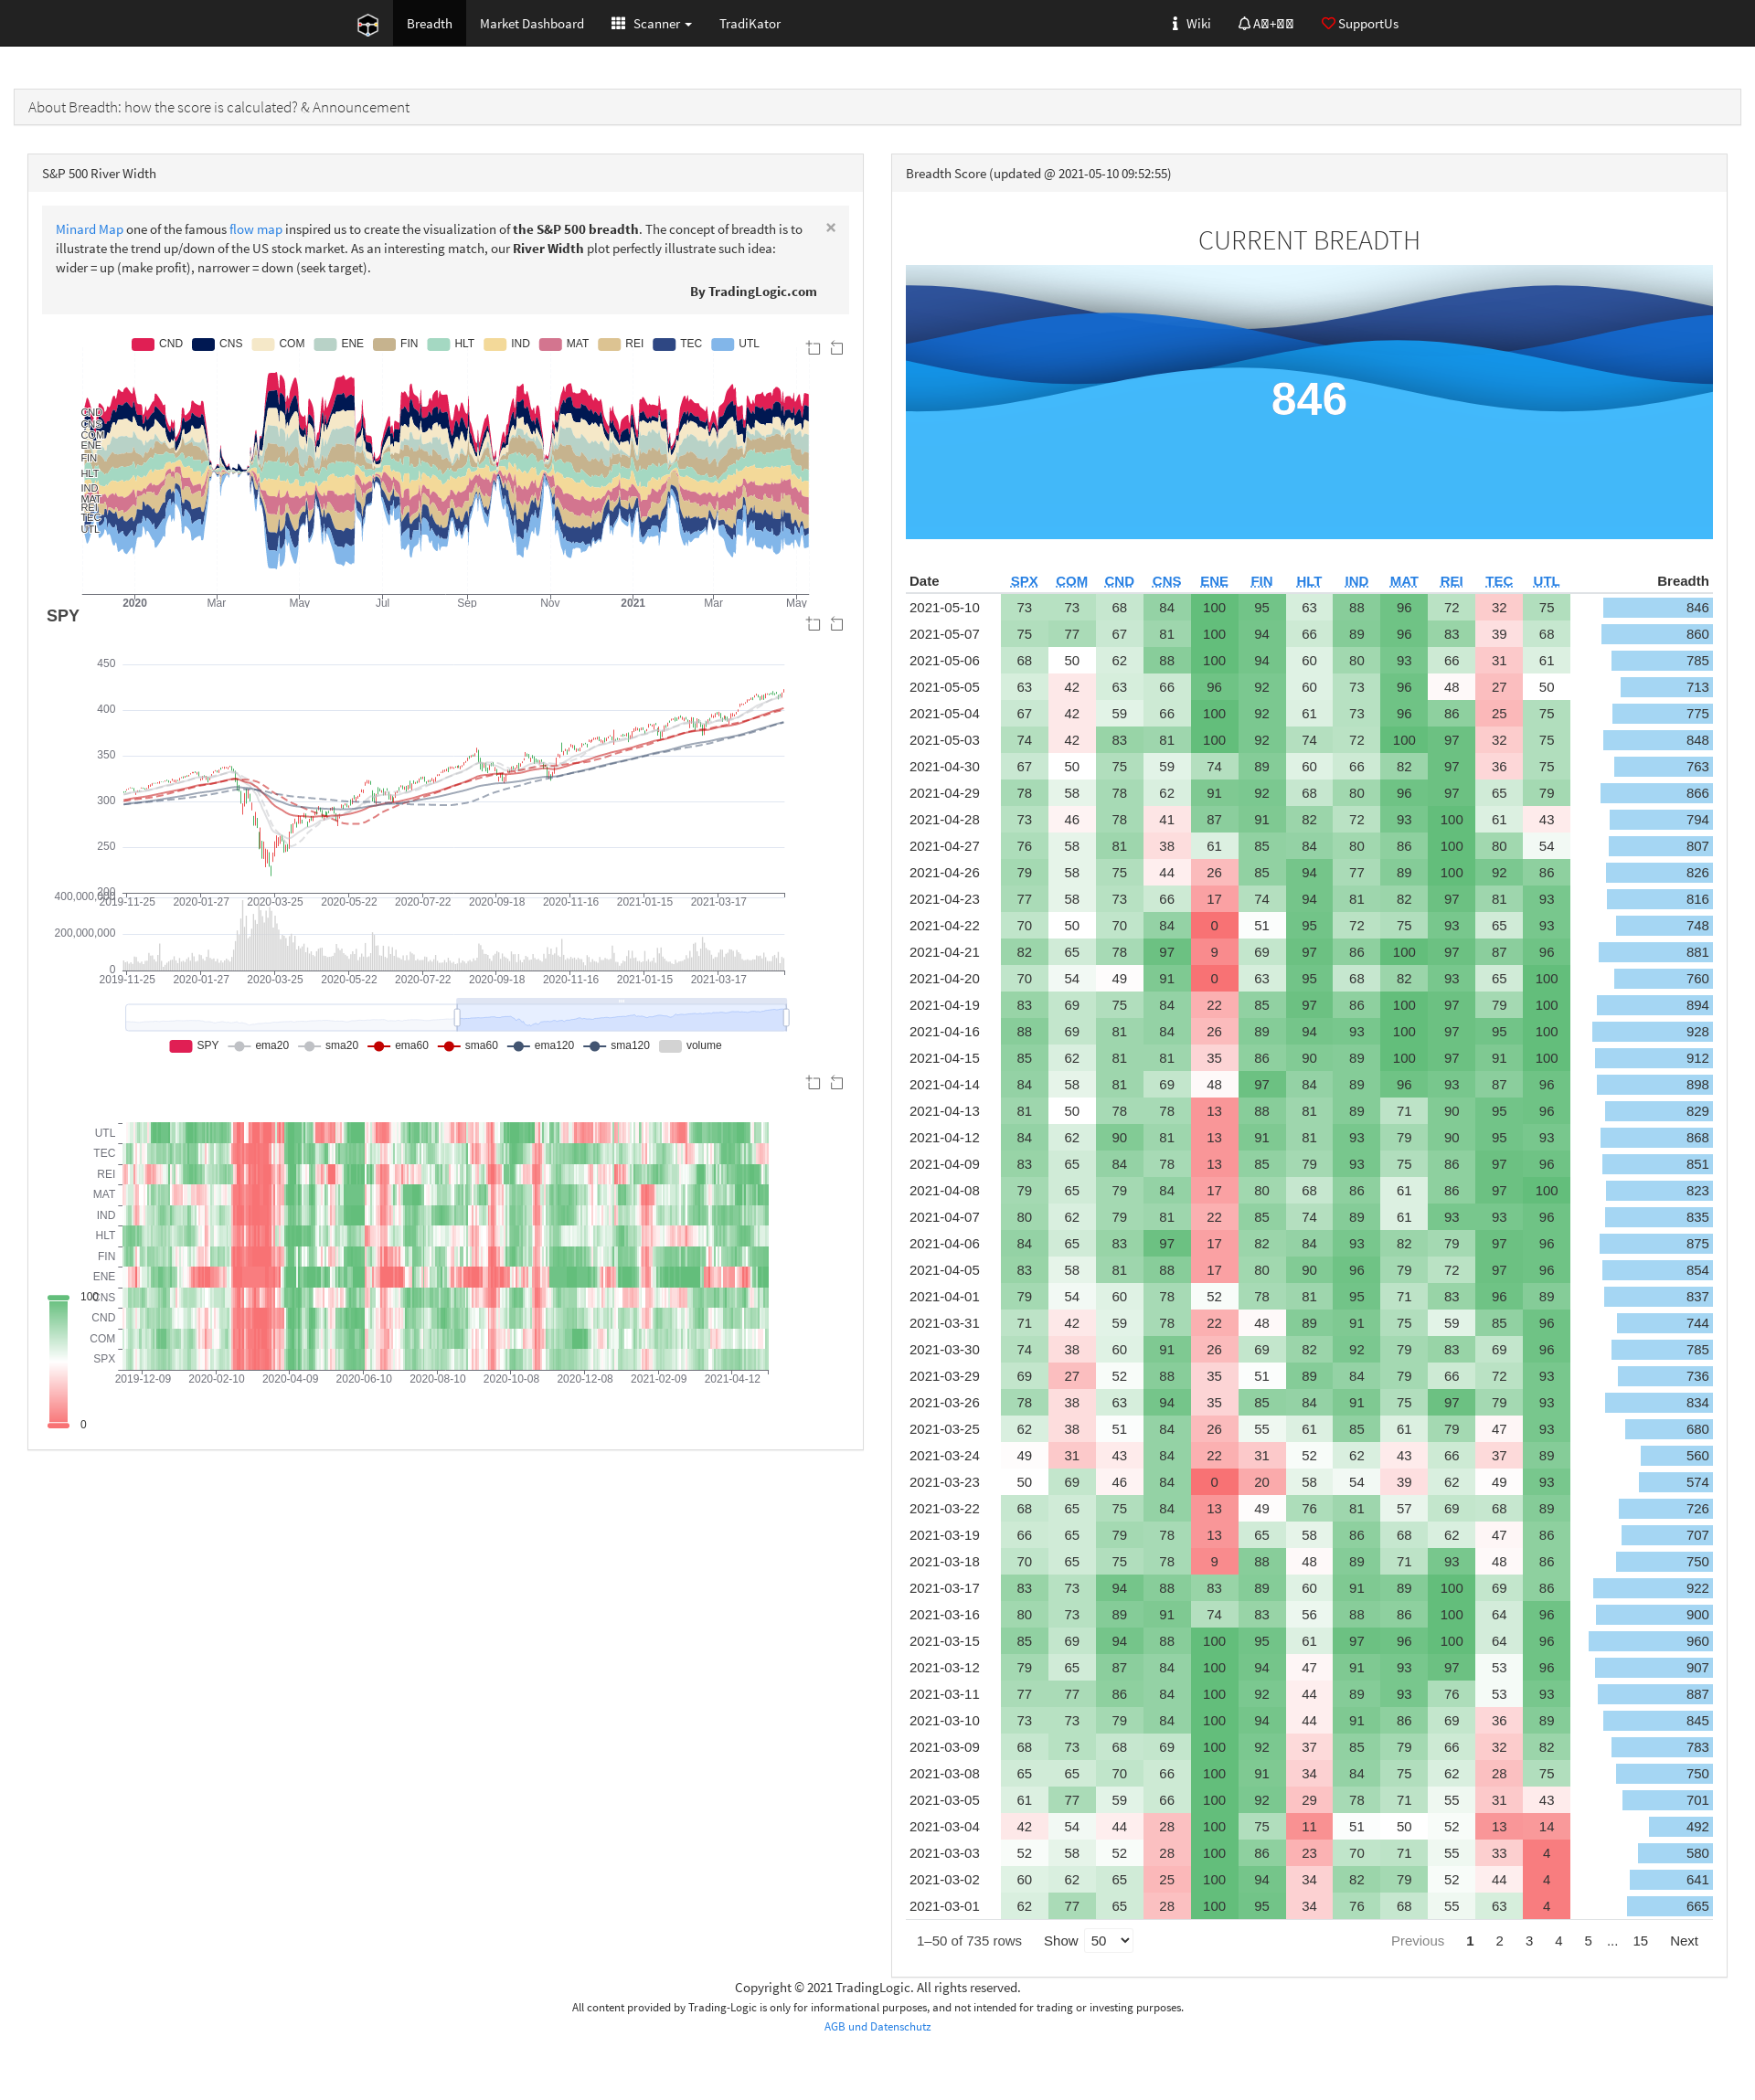 Breadth Market Dashboard Scanner TradiKator Wiki SupportUs
About Breadth: how the score is calculated? & Announcement
S&P 500 River Width
Minard Map one of the famous flow map inspired us to create the visualization of the S&P 500 breadth. The concept of breadth is to
illustrate the trend up/down of the US stock market. As an interesting match, our River Width plot perfectly illustrate such idea:
wider = up (make profit), narrower = down (seek target).
By TradingLogic.com
×
CND CNS COM ENE FIN HLT IND MAT REI TEC UTL
CND
CNS
COM
ENE
FIN
HLT
IND
MAT
REI
TEC
UTL
2020 Mar May Jul Sep Nov 2021 Mar May
SPY
450
400
350
300
250
200
2019-11-25 2020-01-27 2020-03-25 2020-05-22 2020-07-22 2020-09-18 2020-11-16 2021-01-15 2021-03-17
400,000,000
200,000,000
0
2019-11-25 2020-01-27 2020-03-25 2020-05-22 2020-07-22 2020-09-18 2020-11-16 2021-01-15 2021-03-17
SPY ema20 sma20 ema60 sma60 ema120 sma120 volume
UTL
TEC
REI
MAT
IND
HLT
FIN
ENE
CNS
CND
COM
SPX
2019-12-09 2020-02-10 2020-04-09 2020-06-10 2020-08-10 2020-10-08 2020-12-08 2021-02-09 2021-04-12
100
0
Breadth Score (updated @ 2021-05-10 09:52:55)
CURRENT BREADTH
846
Date SPX COM CND CNS ENE FIN HLT IND MAT REI TEC UTL Breadth
2021-05-10 73 73 68 84 100 95 63 88 96 72 32 75 846
2021-05-07 75 77 67 81 100 94 66 89 96 83 39 68 860
2021-05-06 68 50 62 88 100 94 60 80 93 66 31 61 785
2021-05-05 63 42 63 66 96 92 60 73 96 48 27 50 713
2021-05-04 67 42 59 66 100 92 61 73 96 86 25 75 775
2021-05-03 74 42 83 81 100 92 74 72 100 97 32 75 848
2021-04-30 67 50 75 59 74 89 60 66 82 97 36 75 763
2021-04-29 78 58 78 62 91 92 68 80 96 97 65 79 866
2021-04-28 73 46 78 41 87 91 82 72 93 100 61 43 794
2021-04-27 76 58 81 38 61 85 84 80 86 100 80 54 807
2021-04-26 79 58 75 44 26 85 94 77 89 100 92 86 826
2021-04-23 77 58 73 66 17 74 94 81 82 97 81 93 816
2021-04-22 70 50 70 84 0 51 95 72 75 93 65 93 748
2021-04-21 82 65 78 97 9 69 97 86 100 97 87 96 881
2021-04-20 70 54 49 91 0 63 95 68 82 93 65 100 760
2021-04-19 83 69 75 84 22 85 97 86 100 97 79 100 894
2021-04-16 88 69 81 84 26 89 94 93 100 97 95 100 928
2021-04-15 85 62 81 81 35 86 90 89 100 97 91 100 912
2021-04-14 84 58 81 69 48 97 84 89 96 93 87 96 898
2021-04-13 81 50 78 78 13 88 81 89 71 90 95 96 829
2021-04-12 84 62 90 81 13 91 81 93 79 90 95 93 868
2021-04-09 83 65 84 78 13 85 79 93 75 86 97 96 851
2021-04-08 79 65 79 84 17 80 68 86 61 86 97 100 823
2021-04-07 80 62 79 81 22 85 74 89 61 93 93 96 835
2021-04-06 84 65 83 97 17 82 84 93 82 79 97 96 875
2021-04-05 83 58 81 88 17 80 90 96 79 72 97 96 854
2021-04-01 79 54 60 78 52 78 81 95 71 83 96 89 837
2021-03-31 71 42 59 78 22 48 89 91 75 59 85 96 744
2021-03-30 74 38 60 91 26 69 82 92 79 83 69 96 785
2021-03-29 69 27 52 88 35 51 89 84 79 66 72 93 736
2021-03-26 78 38 63 94 35 85 84 91 75 97 79 93 834
2021-03-25 62 38 51 84 26 55 61 85 61 79 47 93 680
2021-03-24 49 31 43 84 22 31 52 62 43 66 37 89 560
2021-03-23 50 69 46 84 0 20 58 54 39 62 49 93 574
2021-03-22 68 65 75 84 13 49 76 81 57 69 68 89 726
2021-03-19 66 65 79 78 13 65 58 86 68 62 47 86 707
2021-03-18 70 65 75 78 9 88 48 89 71 93 48 86 750
2021-03-17 83 73 94 88 83 89 60 91 89 100 69 86 922
2021-03-16 80 73 89 91 74 83 56 88 86 100 64 96 900
2021-03-15 85 69 94 88 100 95 61 97 96 100 64 96 960
2021-03-12 79 65 87 84 100 94 47 91 93 97 53 96 907
2021-03-11 77 77 86 84 100 92 44 89 93 76 53 93 887
2021-03-10 73 73 79 84 100 94 44 91 86 69 36 89 845
2021-03-09 68 73 68 69 100 92 37 85 79 66 32 82 783
2021-03-08 65 65 70 66 100 91 34 84 75 62 28 75 750
2021-03-05 61 77 59 66 100 92 29 78 71 55 31 43 701
2021-03-04 42 54 44 28 100 75 11 51 50 52 13 14 492
2021-03-03 52 58 52 28 100 86 23 70 71 55 33 4 580
2021-03-02 60 62 65 25 100 94 34 82 79 52 44 4 641
2021-03-01 62 77 65 28 100 95 34 76 68 55 63 4 665
1–50 of 735 rows Show 50 Previous 1 2 3 4 5 ... 15 Next
Copyright © 2021 TradingLogic. All rights reserved.
All content provided by Trading-Logic is only for informational purposes, and not intended for trading or investing purposes.
AGB und Datenschutz